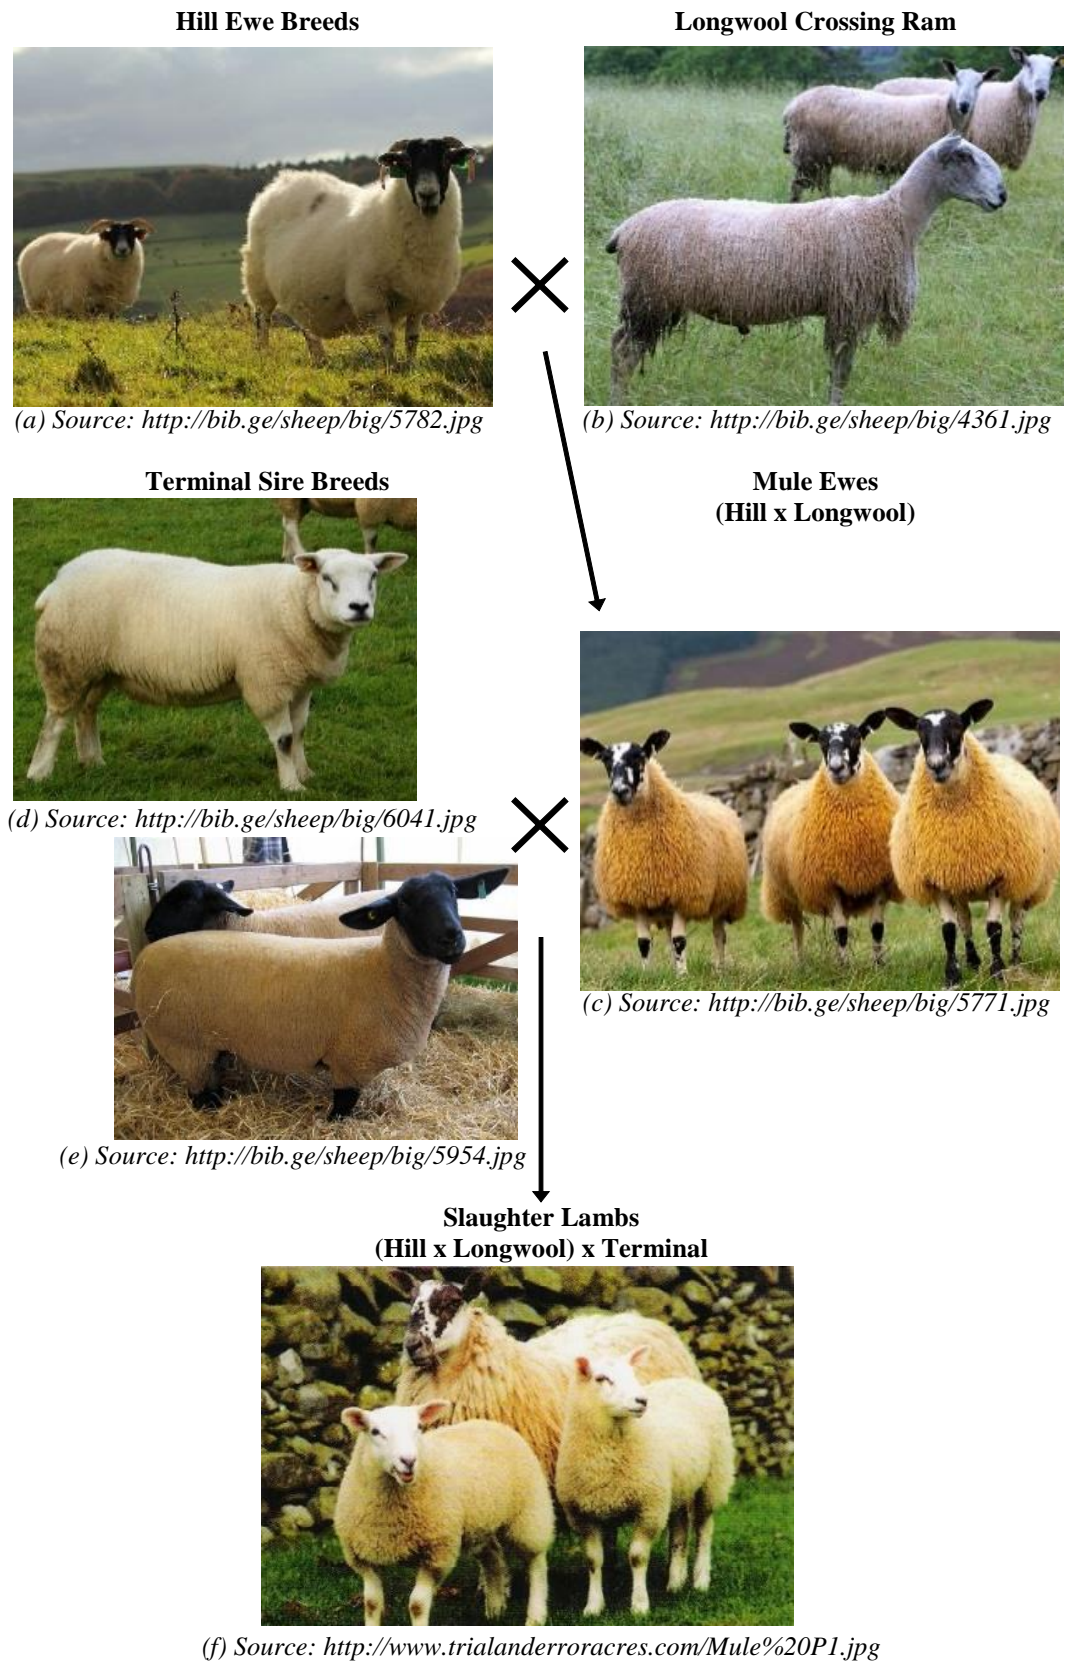 Hill Ewe Breeds
Longwool Crossing Ram
(a) Source: http://bib.ge/sheep/big/5782.jpg
(b) Source: http://bib.ge/sheep/big/4361.jpg
Terminal Sire Breeds
Mule Ewes
(Hill x Longwool)
(d) Source: http://bib.ge/sheep/big/6041.jpg
(c) Source: http://bib.ge/sheep/big/5771.jpg
(e) Source: http://bib.ge/sheep/big/5954.jpg
Slaughter Lambs
(Hill x Longwool) x Terminal
(f) Source: http://www.trialanderroracres.com/Mule%20P1.jpg